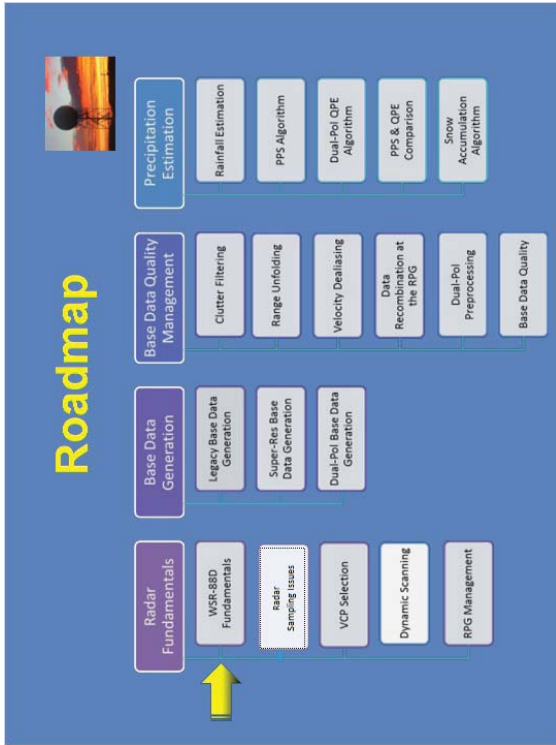 Roadmap
Radar
Fundamentals
WSR-88D
Fundamentals
Radar
Sampling Issues
VCP Selection
Dynamic Scanning
RPG Management
Base Data
Generation
Legacy Base Data
Generation
Super-Res Base
Data Generation
Dual-Pol Base Data
Generation
Base Data Quality
Management
Clutter Filtering
Range Unfolding
Velocity Dealiasing
Data
Recombination at
the RPG
Dual-Pol
Preprocessing
Base Data Quality
Precipitation
Estimation
Rainfall Estimation
PPS Algorithm
Dual-Pol QPE
Algorithm
PPS & QPE
Comparison
Snow
Accumulation
Algorithm